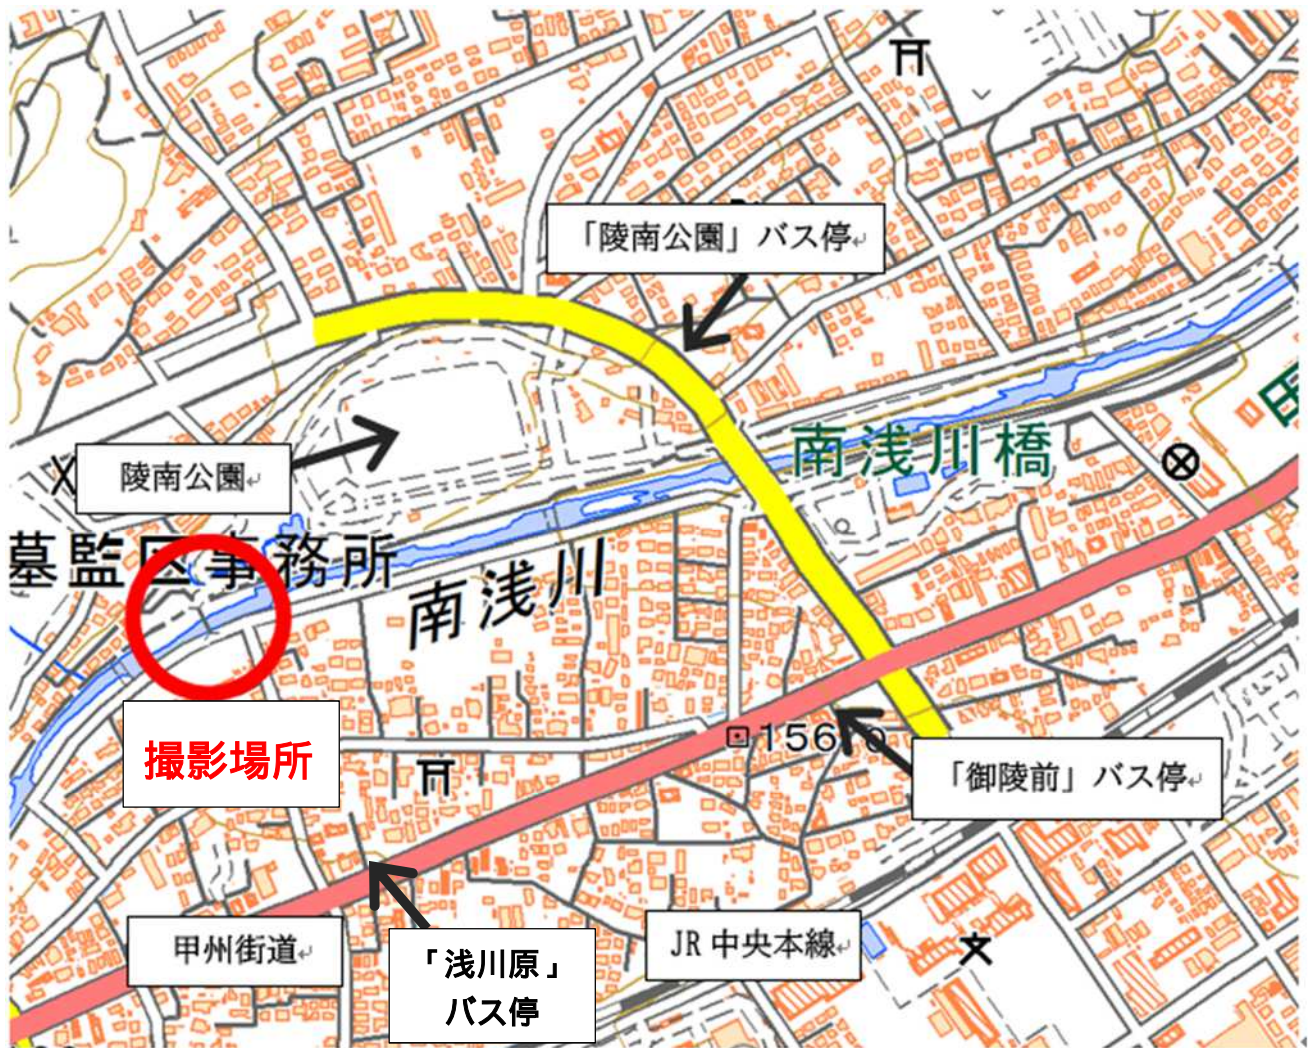 「陵南公園」バス停
南浅川橋
陵南公園
墓監区事務所
南浅川
撮影場所
156
「御陵前」バス停
甲州街道
「浅川原」
バス停
JR中央本線